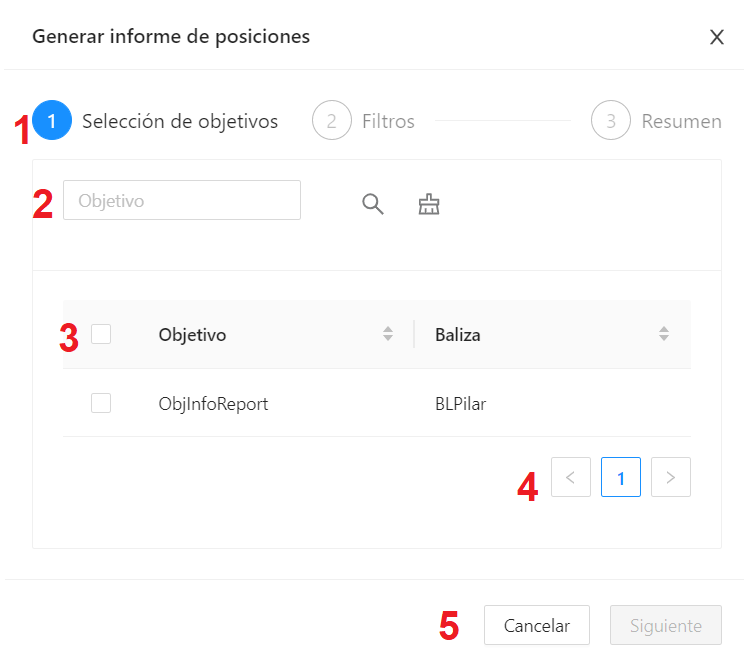 Generar informe de posiciones
1 1 Selección de objetivos 2 Filtros 3 Resumen
2 Objetivo
3 Objetivo Baliza
ObjInfoReport BLPilar
4 < 1 >
5 Cancelar Siguiente